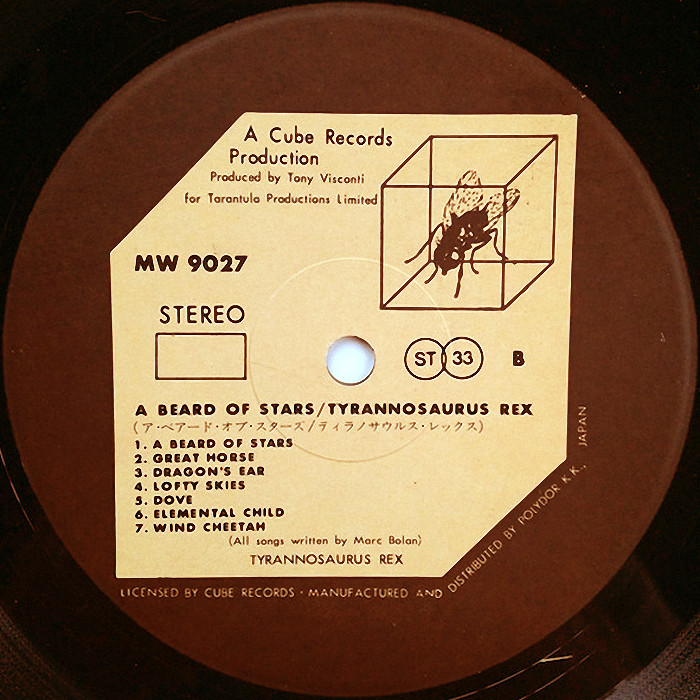 A Cube Records
Production
Produced by Tony Visconti
for Tarantula Productions Limited
MW 9027
STEREO
ST 33
B
A BEARD OF STARS/TYRANNOSAURUS REX
(ア・ベアード・オブ・スターズ/ティラノサウルス・レックス)
1. A BEARD OF STARS
2. GREAT HORSE
3. DRAGON'S EAR
4. LOFTY SKIES
5. DOVE
6. ELEMENTAL CHILD
7. WIND CHEETAH
(All songs written by Marc Bolan)
TYRANNOSAURUS REX
LICENSED BY CUBE RECORDS · MANUFACTURED AND DISTRIBUTED BY POLYDOR K.K., JAPAN